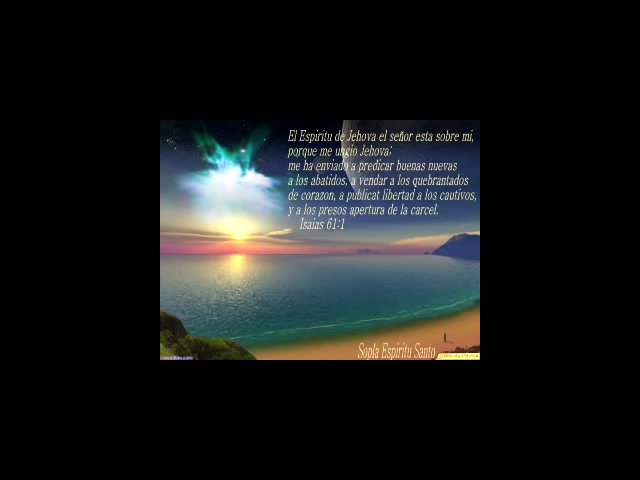 El Espiritu de Jehova el señor esta sobre mi,
porque me ungio Jehova;
me ha enviado a predicar buenas nuevas
a los abatidos, a vendar a los quebrantados
de corazon, a publicat libertad a los cautivos,
y a los presos apertura de la carcel.
Isaias 61:1
Sopla Espiritu Santo